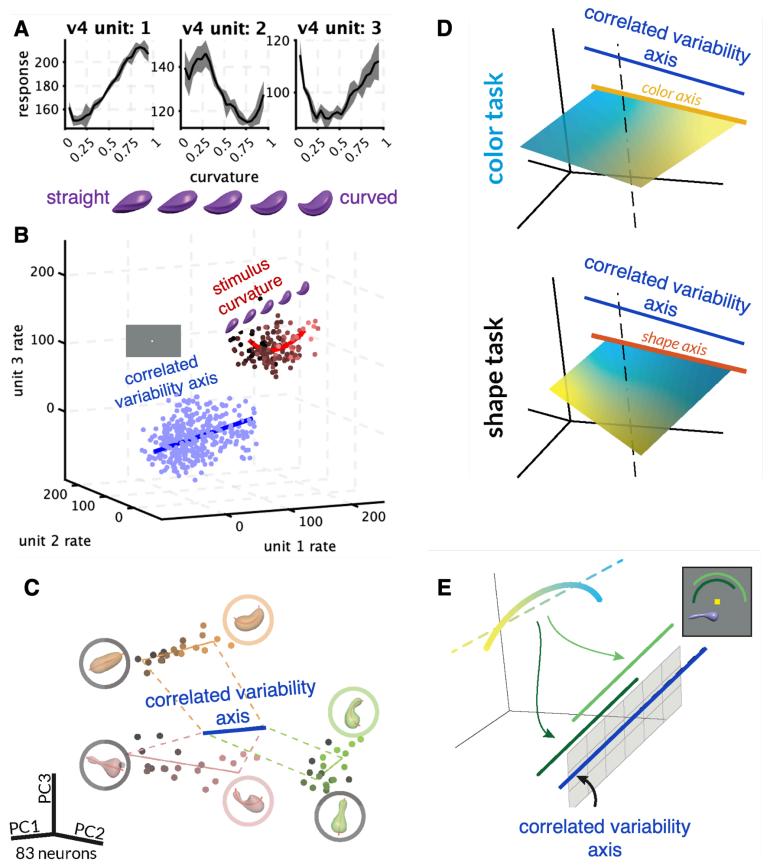 A
v4 unit: 1
v4 unit: 2
v4 unit: 3
response
200
180
160
140
120
120
100
0
0.25
0.5
0.75
1
0
0.25
0.5
0.75
1
0
0.25
0.5
0.75
1
curvature
straight
curved
B
200
100
0
unit 3 rate
stimulus
curvature
correlated
variability axis
200
100
0
unit 2 rate
0
100
200
unit 1 rate
C
correlated variability
axis
PC3
PC1
PC2
83 neurons
D
color task
correlated variability
axis
color axis
shape task
correlated variability
axis
shape axis
E
correlated variability
axis